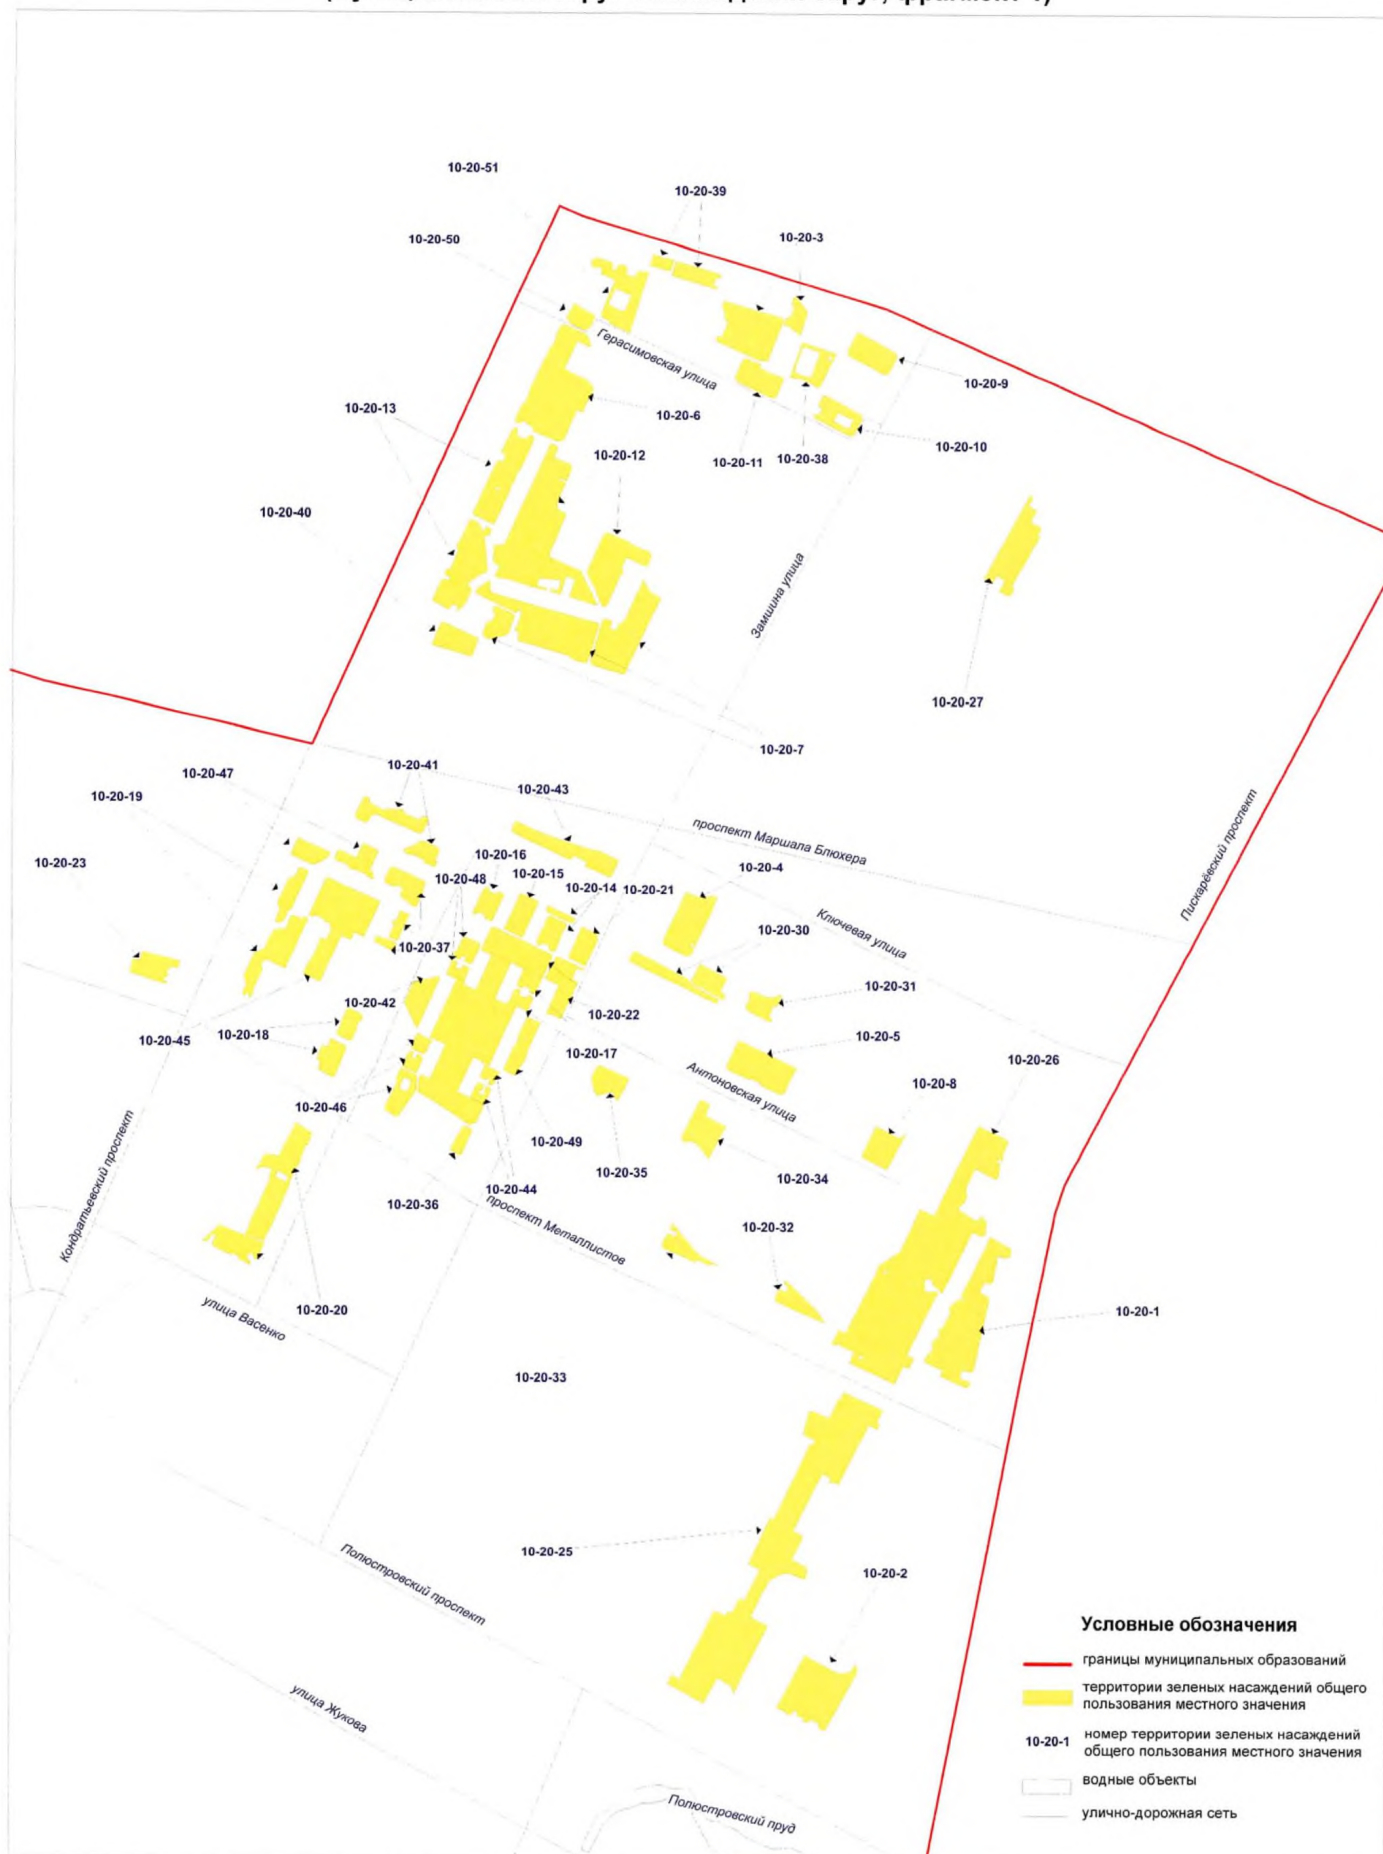 10-20-51
10-20-39
10-20-50
10-20-3
Герасимовская улица
10-20-9
10-20-13
10-20-6
10-20-10
10-20-12
10-20-11
10-20-38
10-20-40
Замшина улица
10-20-27
10-20-7
10-20-41
10-20-47
10-20-43
10-20-19
проспект Маршала Блюхера
Пискарёвский проспект
10-20-23
10-20-16
10-20-4
10-20-48
10-20-15
10-20-14
10-20-21
Ключевая улица
10-20-30
10-20-37
10-20-31
10-20-42
10-20-22
10-20-45
10-20-18
10-20-5
10-20-17
10-20-26
Антоновская улица
10-20-8
10-20-46
10-20-49
10-20-35
10-20-34
Кондратьевский проспект
10-20-44
10-20-36
проспект Металлистов
10-20-32
10-20-20
10-20-1
улица Васенко
10-20-33
10-20-25
10-20-2
Полюстровский проспект
улица Жукова
Полюстровский пруд
Условные обозначения
границы муниципальных образований
территории зеленых насаждений общего
пользования местного значения
10-20-1 номер территории зеленых насаждений
общего пользования местного значения
водные объекты
улично-дорожная сеть